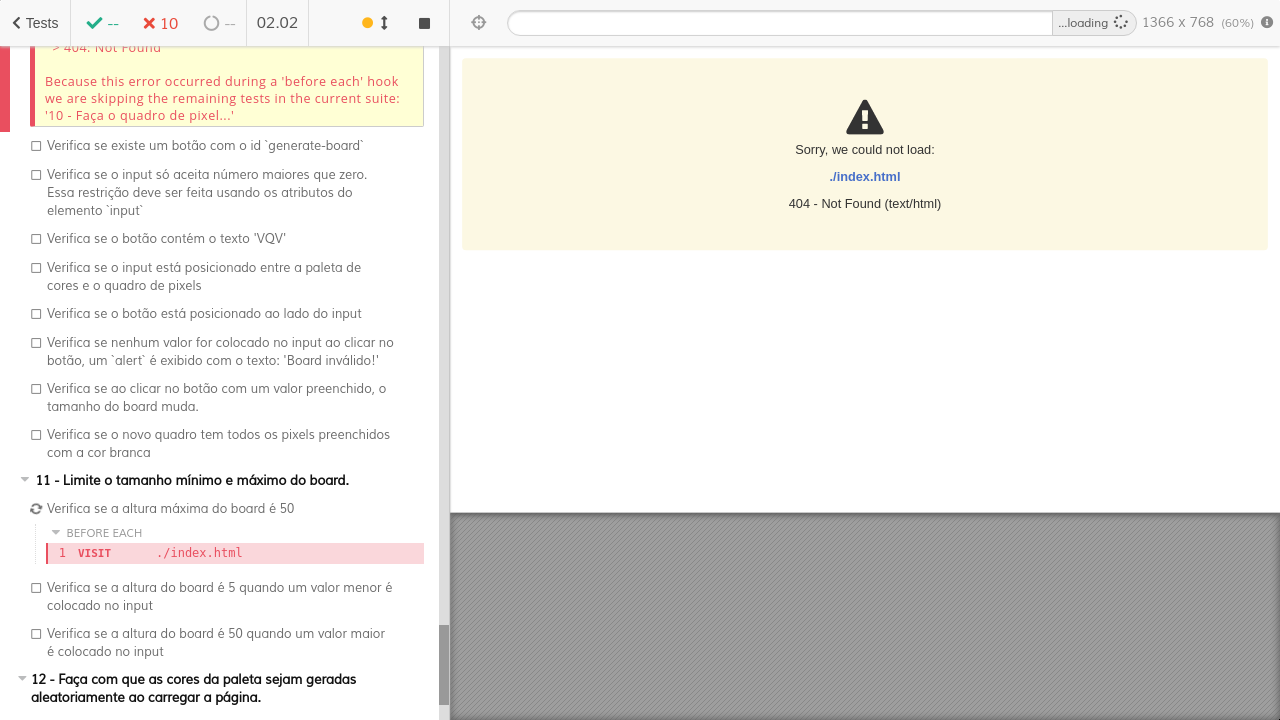 Tests
--
10
--
02.02
...loading
1366 x 768 (60%)
> 404: Not Found
Because this error occurred during a 'before each' hook
we are skipping the remaining tests in the current suite:
'10 - Faça o quadro de pixel...'
Verifica se existe um botão com o id `generate-board`
Verifica se o input só aceita número maiores que zero.
Essa restrição deve ser feita usando os atributos do
elemento `input`
Verifica se o botão contém o texto 'VQV'
Verifica se o input está posicionado entre a paleta de
cores e o quadro de pixels
Verifica se o botão está posicionado ao lado do input
Verifica se nenhum valor for colocado no input ao clicar no
botão, um `alert` é exibido com o texto: 'Board inválido!'
Verifica se ao clicar no botão com um valor preenchido, o
tamanho do board muda.
Verifica se o novo quadro tem todos os pixels preenchidos
com a cor branca
11 - Limite o tamanho mínimo e máximo do board.
Verifica se a altura máxima do board é 50
BEFORE EACH
1 VISIT ./index.html
Verifica se a altura do board é 5 quando um valor menor é
colocado no input
Verifica se a altura do board é 50 quando um valor maior
é colocado no input
12 - Faça com que as cores da paleta sejam geradas
aleatoriamente ao carregar a página.
Sorry, we could not load:
./index.html
404 - Not Found (text/html)